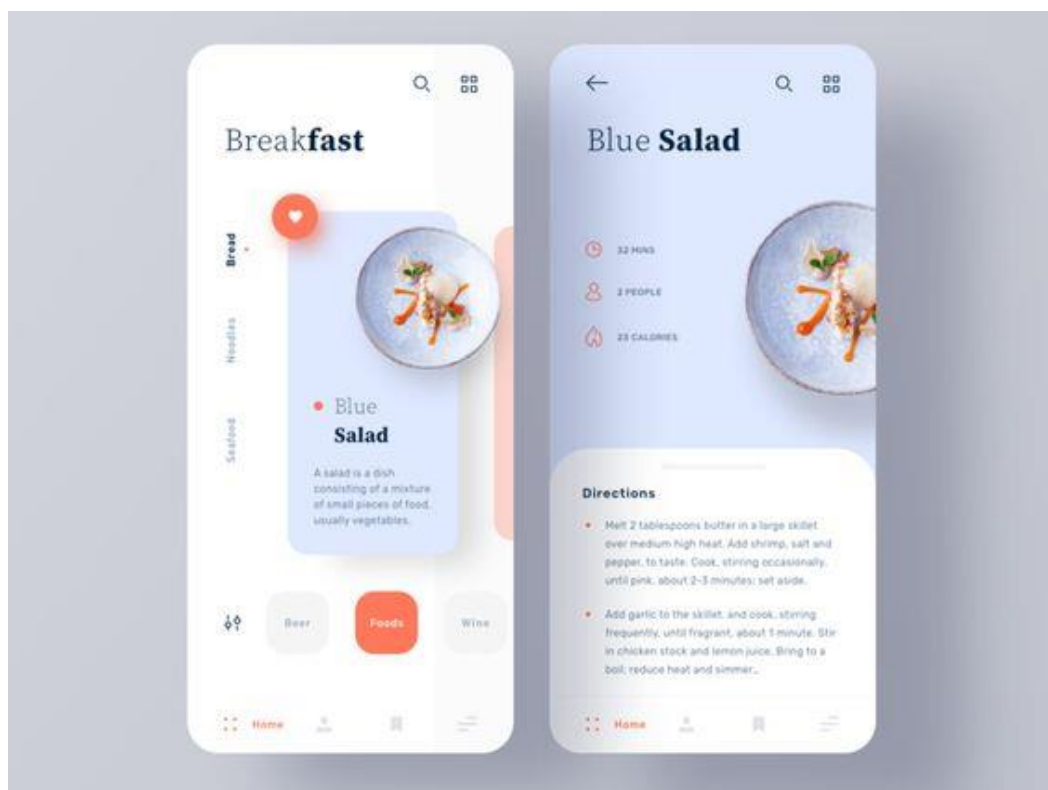 Breakfast
Bread
Noodles
Seafood
Blue
Salad
A salad is a dish
consisting of a mixture
of small pieces of food,
usually vegetables.
Beer
Foods
Wine
Home
Blue Salad
32 MINS
2 PEOPLE
23 CALORIES
Directions
Melt 2 tablespoons butter in a large skillet
over medium high heat. Add shrimp, salt and
pepper, to taste. Cook, stirring occasionally,
until pink, about 2-3 minutes; set aside.
Add garlic to the skillet, and cook, stirring
frequently, until fragrant, about 1 minute. Stir
in chicken stock and lemon juice. Bring to a
boil; reduce heat and simmer...
Home